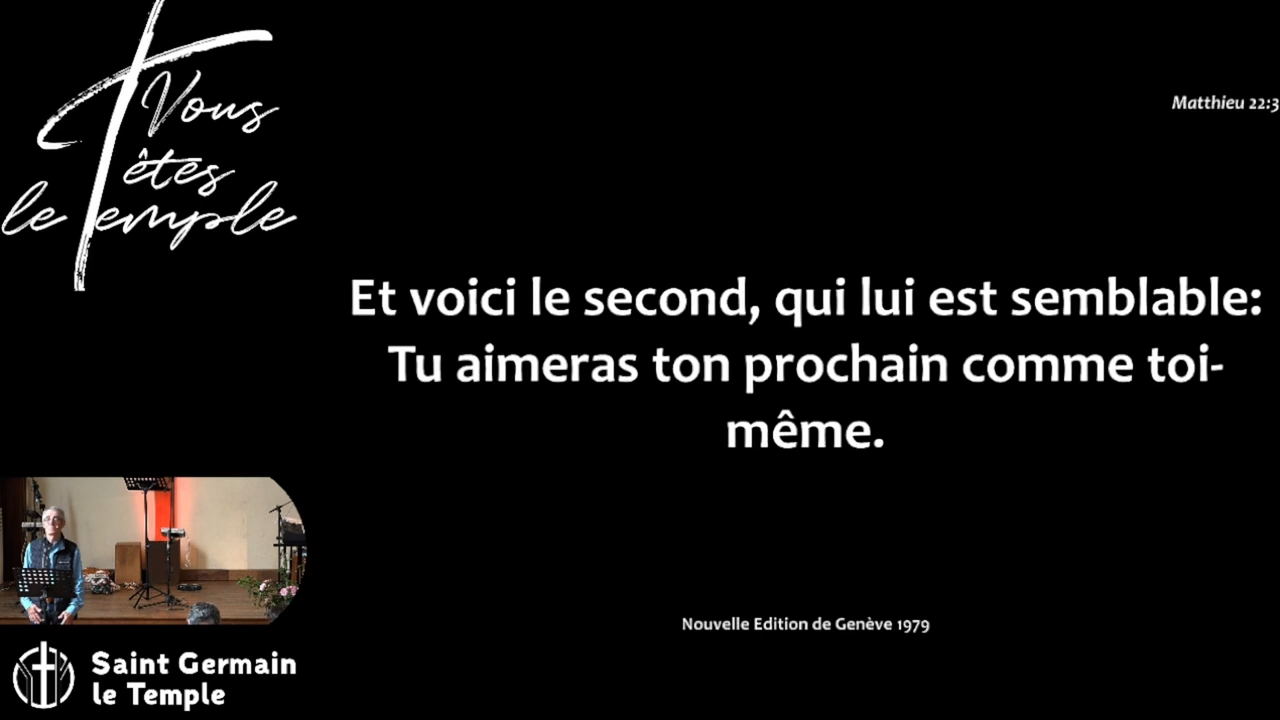 Vous
êtes
le Temple
Matthieu 22:3
Et voici le second, qui lui est semblable:
Tu aimeras ton prochain comme toi-
même.
Nouvelle Edition de Genève 1979
Saint Germain
le Temple